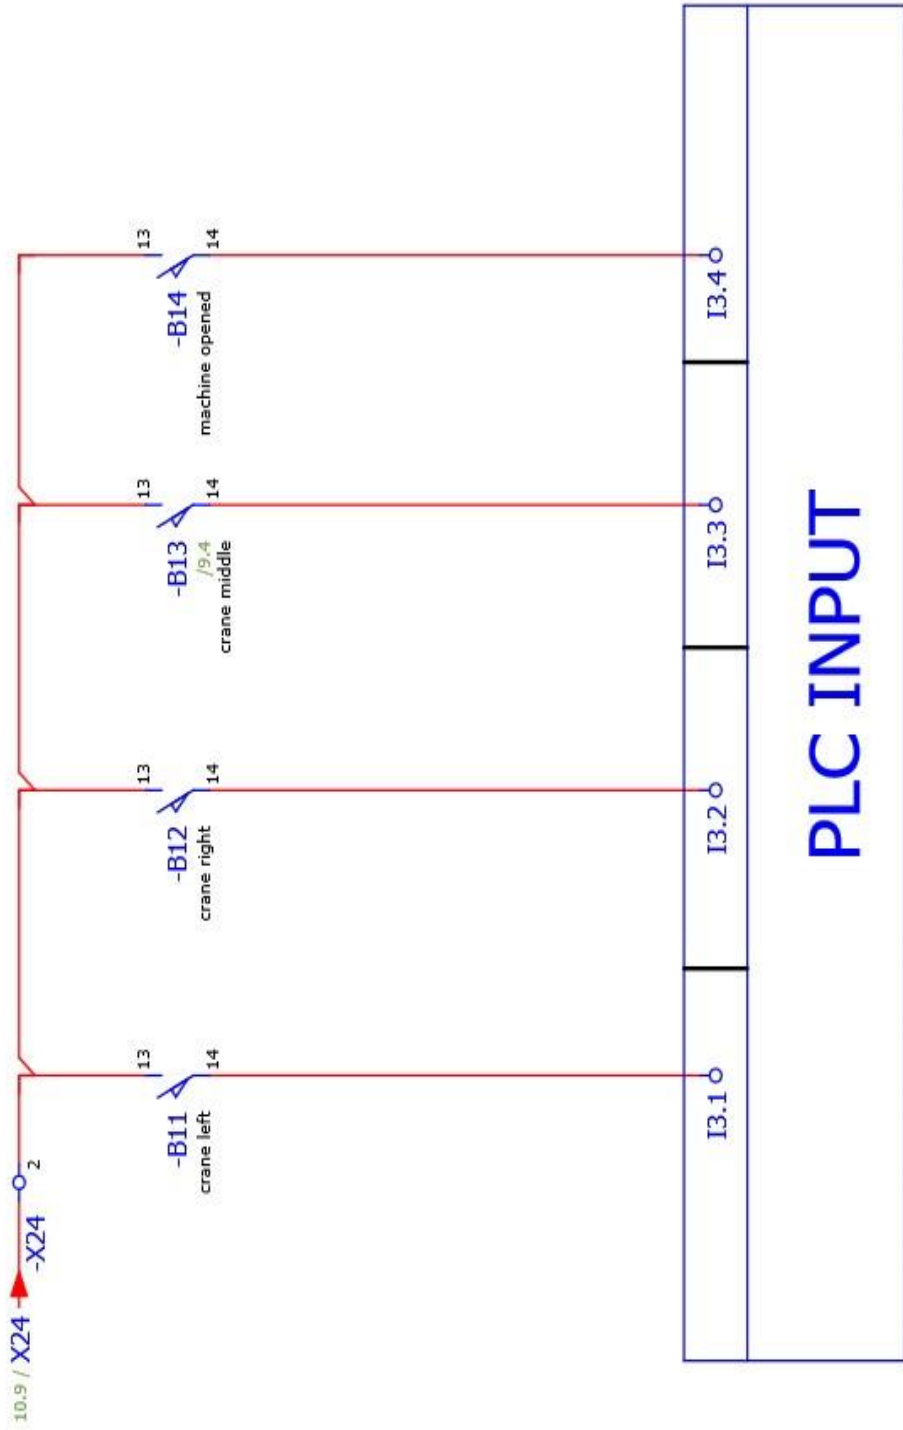 10.9 / X24
-X24
2
13
14
-B11
crane left
13
14
-B12
crane right
13
14
-B13
/9.4
crane middle
13
14
-B14
machine opened
I3.1
I3.2
I3.3
I3.4
PLC INPUT